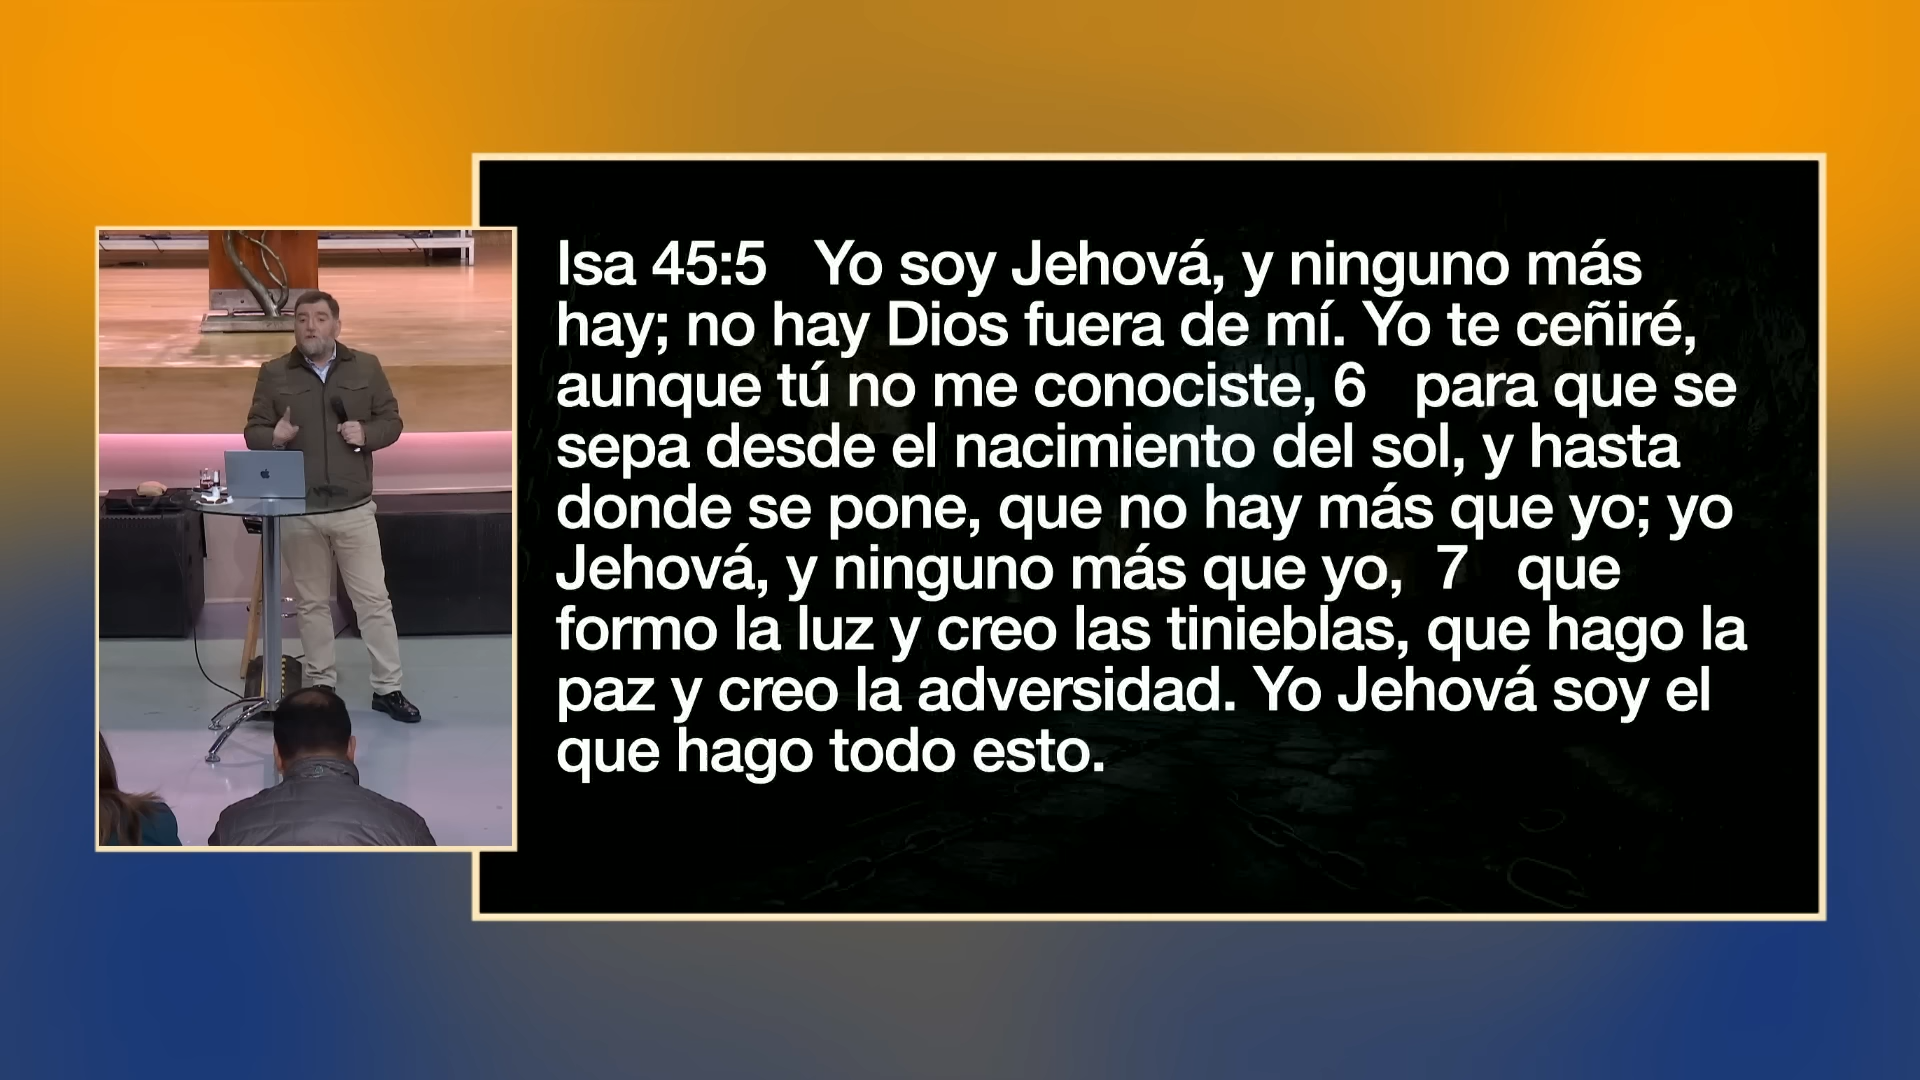 Isa 45:5 Yo soy Jehová, y ninguno más
hay; no hay Dios fuera de mí. Yo te ceñiré,
aunque tú no me conociste, 6 para que se
sepa desde el nacimiento del sol, y hasta
donde se pone, que no hay más que yo; yo
Jehová, y ninguno más que yo, 7 que
formo la luz y creo las tinieblas, que hago la
paz y creo la adversidad. Yo Jehová soy el
que hago todo esto.